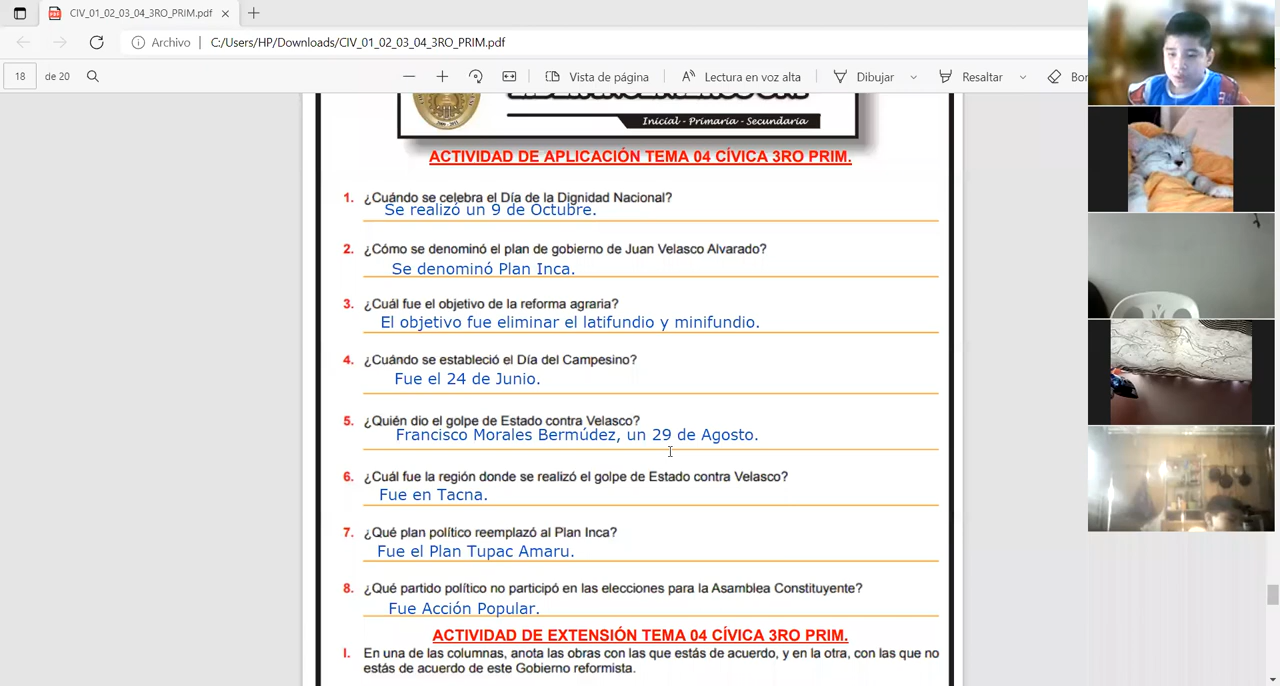 CIV_01_02_03_04_3RO_PRIM.pdf
Archivo C:/Users/HP/Downloads/CIV_01_02_03_04_3RO_PRIM.pdf
18 de 20 Vista de página Lectura en voz alta Dibujar Resaltar Bor
Inicial - Primaria - Secundaria
ACTIVIDAD DE APLICACIÓN TEMA 04 CÍVICA 3RO PRIM.
1. ¿Cuándo se celebra el Día de la Dignidad Nacional?
Se realizó un 9 de Octubre.
2. ¿Cómo se denominó el plan de gobierno de Juan Velasco Alvarado?
Se denominó Plan Inca.
3. ¿Cuál fue el objetivo de la reforma agraria?
El objetivo fue eliminar el latifundio y minifundio.
4. ¿Cuándo se estableció el Día del Campesino?
Fue el 24 de Junio.
5. ¿Quién dio el golpe de Estado contra Velasco?
Francisco Morales Bermúdez, un 29 de Agosto.
6. ¿Cuál fue la región donde se realizó el golpe de Estado contra Velasco?
Fue en Tacna.
7. ¿Qué plan político reemplazó al Plan Inca?
Fue el Plan Tupac Amaru.
8. ¿Qué partido político no participó en las elecciones para la Asamblea Constituyente?
Fue Acción Popular.
ACTIVIDAD DE EXTENSIÓN TEMA 04 CÍVICA 3RO PRIM.
I. En una de las columnas, anota las obras con las que estás de acuerdo, y en la otra, con las que no
estás de acuerdo de este Gobierno reformista.